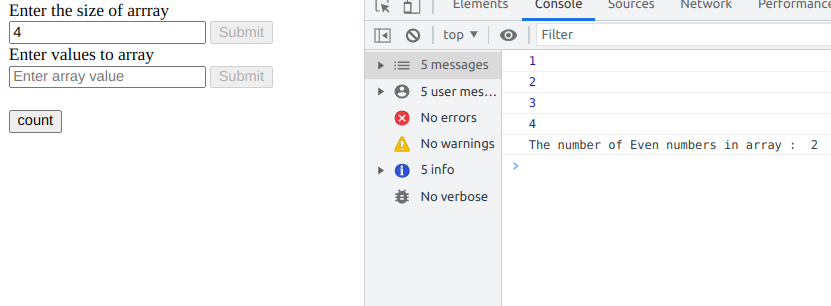 Enter the size of arrray
4 Submit
Enter values to array
Enter array value Submit
count
Elements Console Sources Network Performance
top ▼ Filter
5 messages
5 user mes...
No errors
No warnings
5 info
No verbose
1
2
3
4
The number of Even numbers in array : 2
>